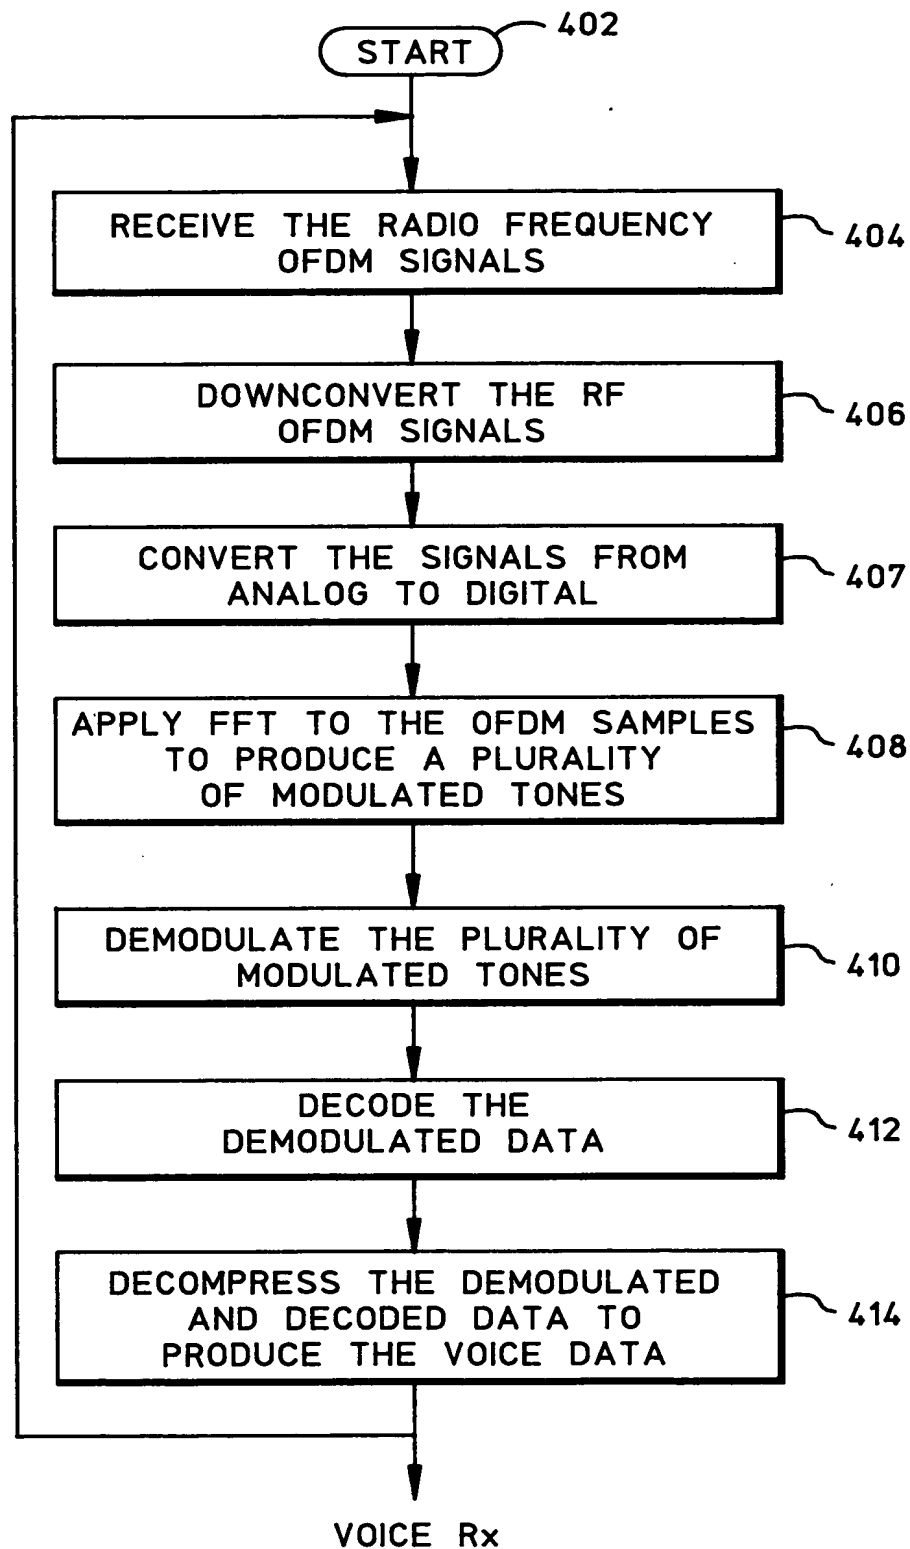 402
START
RECEIVE THE RADIO FREQUENCY
OFDM SIGNALS
404
DOWNCONVERT THE RF
OFDM SIGNALS
406
CONVERT THE SIGNALS FROM
ANALOG TO DIGITAL
407
APPLY FFT TO THE OFDM SAMPLES
TO PRODUCE A PLURALITY
OF MODULATED TONES
408
DEMODULATE THE PLURALITY OF
MODULATED TONES
410
DECODE THE
DEMODULATED DATA
412
DECOMPRESS THE DEMODULATED
AND DECODED DATA TO
PRODUCE THE VOICE DATA
414
VOICE Rx